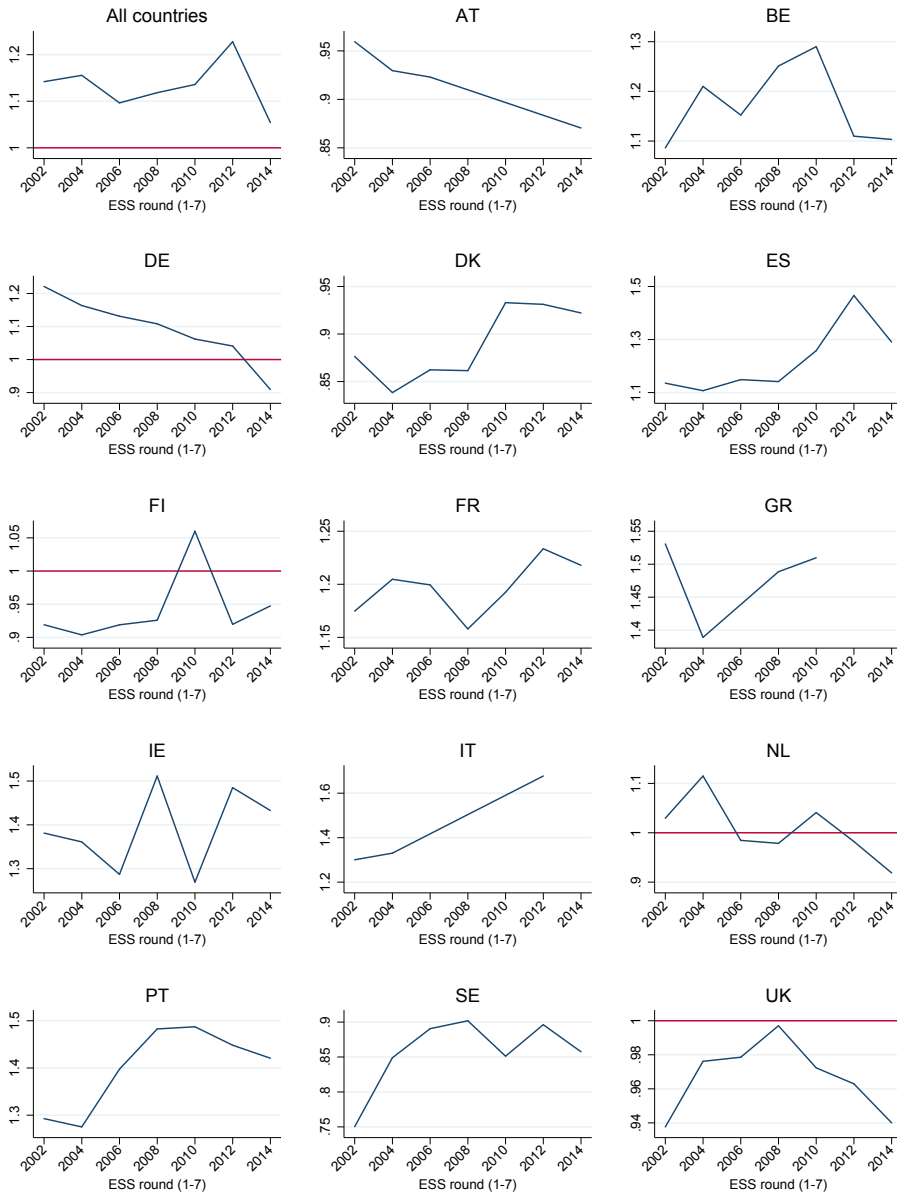 All countries
1.2
1.1
1
2002 2004 2006 2008 2010 2012 2014
ESS round (1-7)
AT
.95
.9
.85
2002 2004 2006 2008 2010 2012 2014
ESS round (1-7)
BE
1.3
1.2
1.1
2002 2004 2006 2008 2010 2012 2014
ESS round (1-7)
DE
1.2
1.1
1
.9
2002 2004 2006 2008 2010 2012 2014
ESS round (1-7)
DK
.95
.9
.85
2002 2004 2006 2008 2010 2012 2014
ESS round (1-7)
ES
1.5
1.3
1.1
2002 2004 2006 2008 2010 2012 2014
ESS round (1-7)
FI
1.05
1
.95
.9
2002 2004 2006 2008 2010 2012 2014
ESS round (1-7)
FR
1.25
1.2
1.15
2002 2004 2006 2008 2010 2012 2014
ESS round (1-7)
GR
1.55
1.5
1.45
1.4
2002 2004 2006 2008 2010 2012 2014
ESS round (1-7)
IE
1.5
1.4
1.3
2002 2004 2006 2008 2010 2012 2014
ESS round (1-7)
IT
1.6
1.4
1.2
2002 2004 2006 2008 2010 2012 2014
ESS round (1-7)
NL
1.1
1
.9
2002 2004 2006 2008 2010 2012 2014
ESS round (1-7)
PT
1.5
1.4
1.3
2002 2004 2006 2008 2010 2012 2014
ESS round (1-7)
SE
.9
.85
.8
.75
2002 2004 2006 2008 2010 2012 2014
ESS round (1-7)
UK
1
.98
.96
.94
2002 2004 2006 2008 2010 2012 2014
ESS round (1-7)